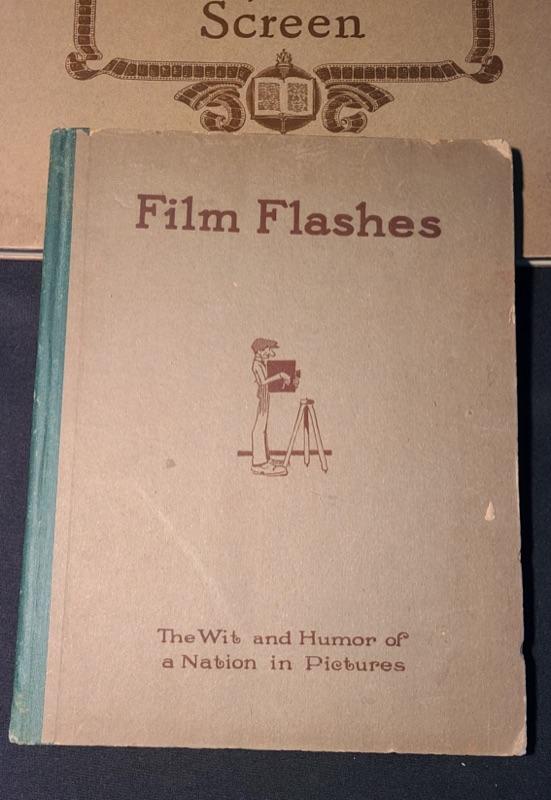 Screen
Film Flashes
The Wit and Humor of
a Nation in Pictures